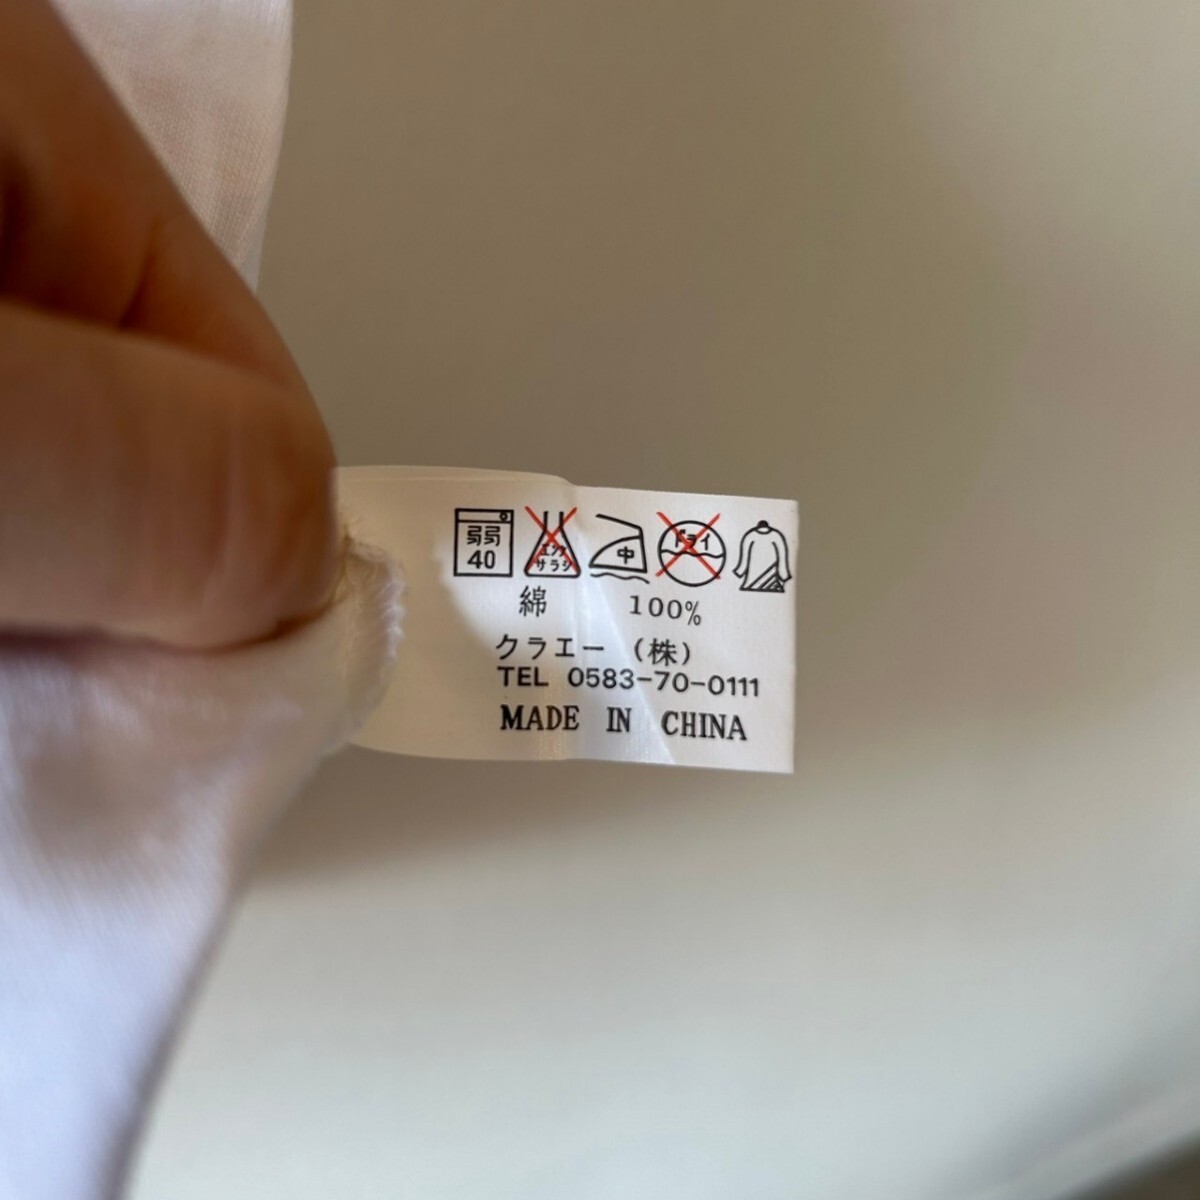 弱 40 エンソ サラシ 中 ドライ
綿 100%
クラエー (株)
TEL 0583-70-0111
MADE IN CHINA